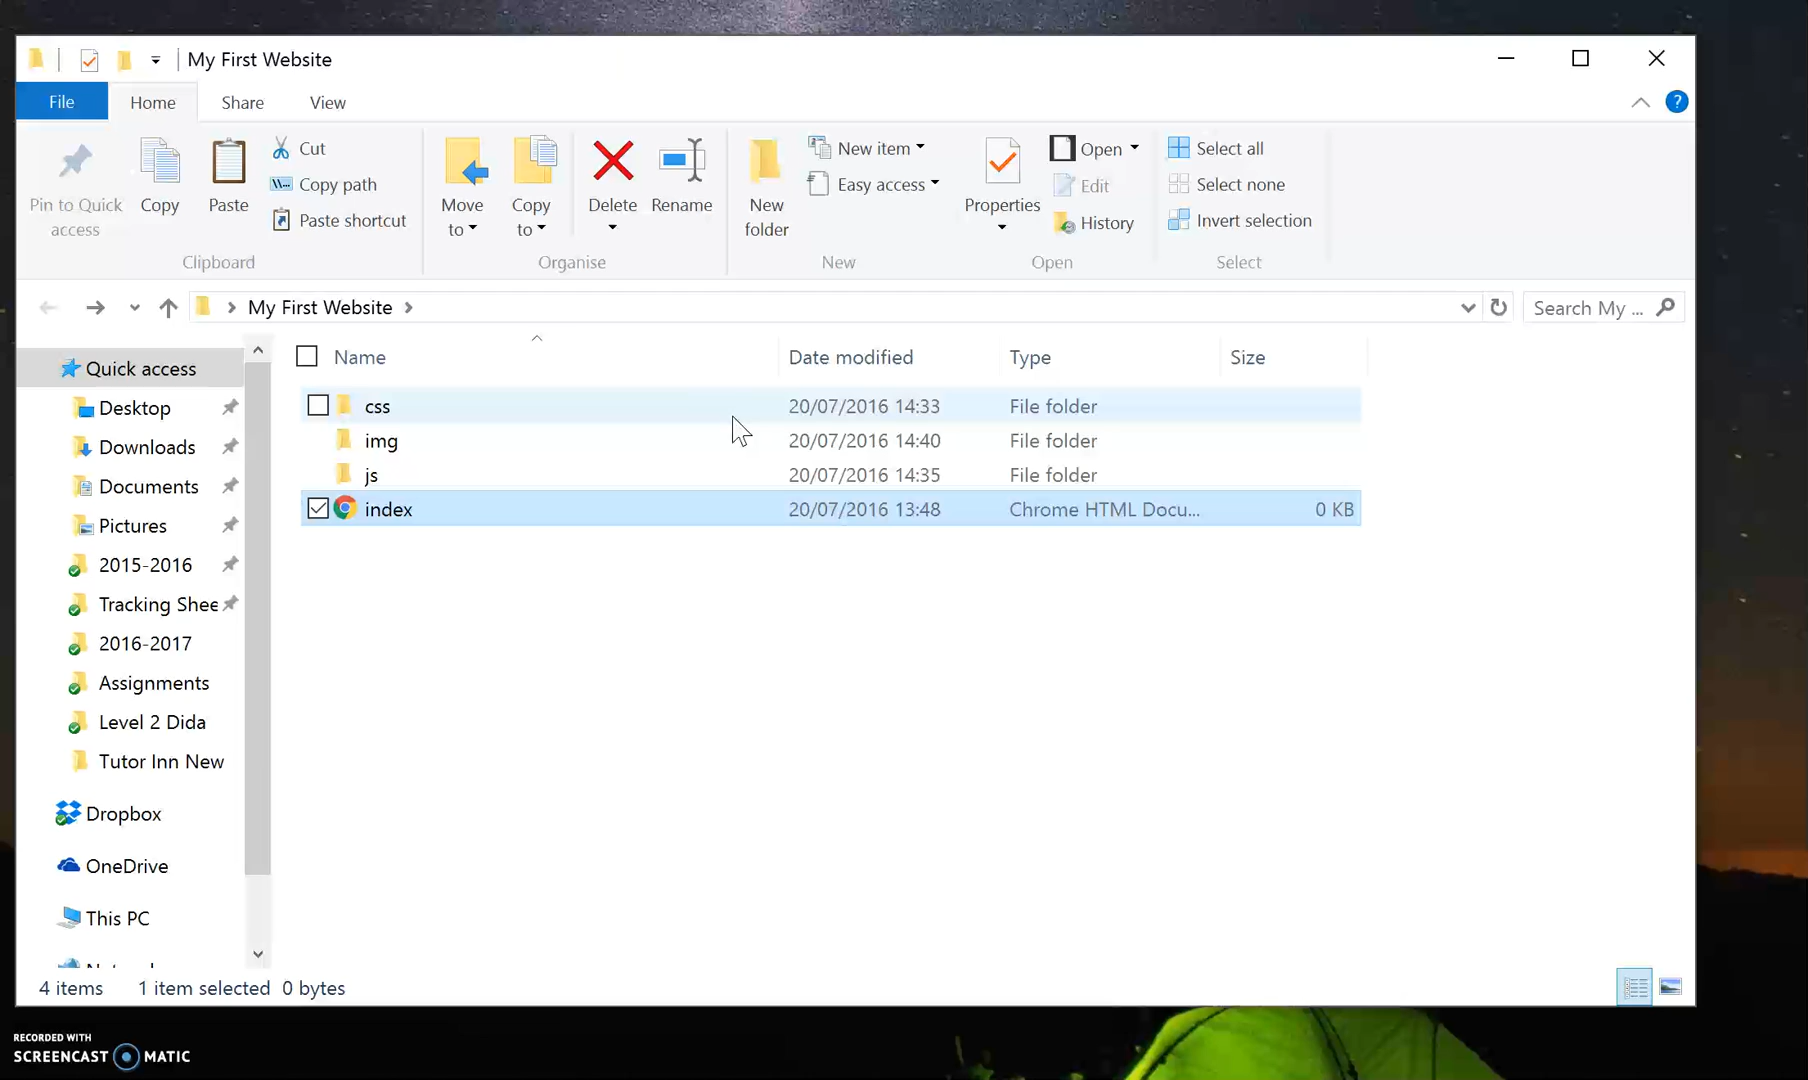 My First Website
File Home Share View
Pin to Quick access
Copy
Paste
Cut
Copy path
Paste shortcut
Clipboard
Move to
Copy to
Delete
Rename
Organise
New folder
New item
Easy access
New
Properties
Open
Edit
History
Open
Select all
Select none
Invert selection
Select
My First Website
Search My ...
Name Date modified Type Size
css 20/07/2016 14:33 File folder
img 20/07/2016 14:40 File folder
js 20/07/2016 14:35 File folder
index 20/07/2016 13:48 Chrome HTML Docu... 0 KB
Quick access
Desktop
Downloads
Documents
Pictures
2015-2016
Tracking Shee
2016-2017
Assignments
Level 2 Dida
Tutor Inn New
Dropbox
OneDrive
This PC
4 items 1 item selected 0 bytes
RECORDED WITH
SCREENCAST MATIC